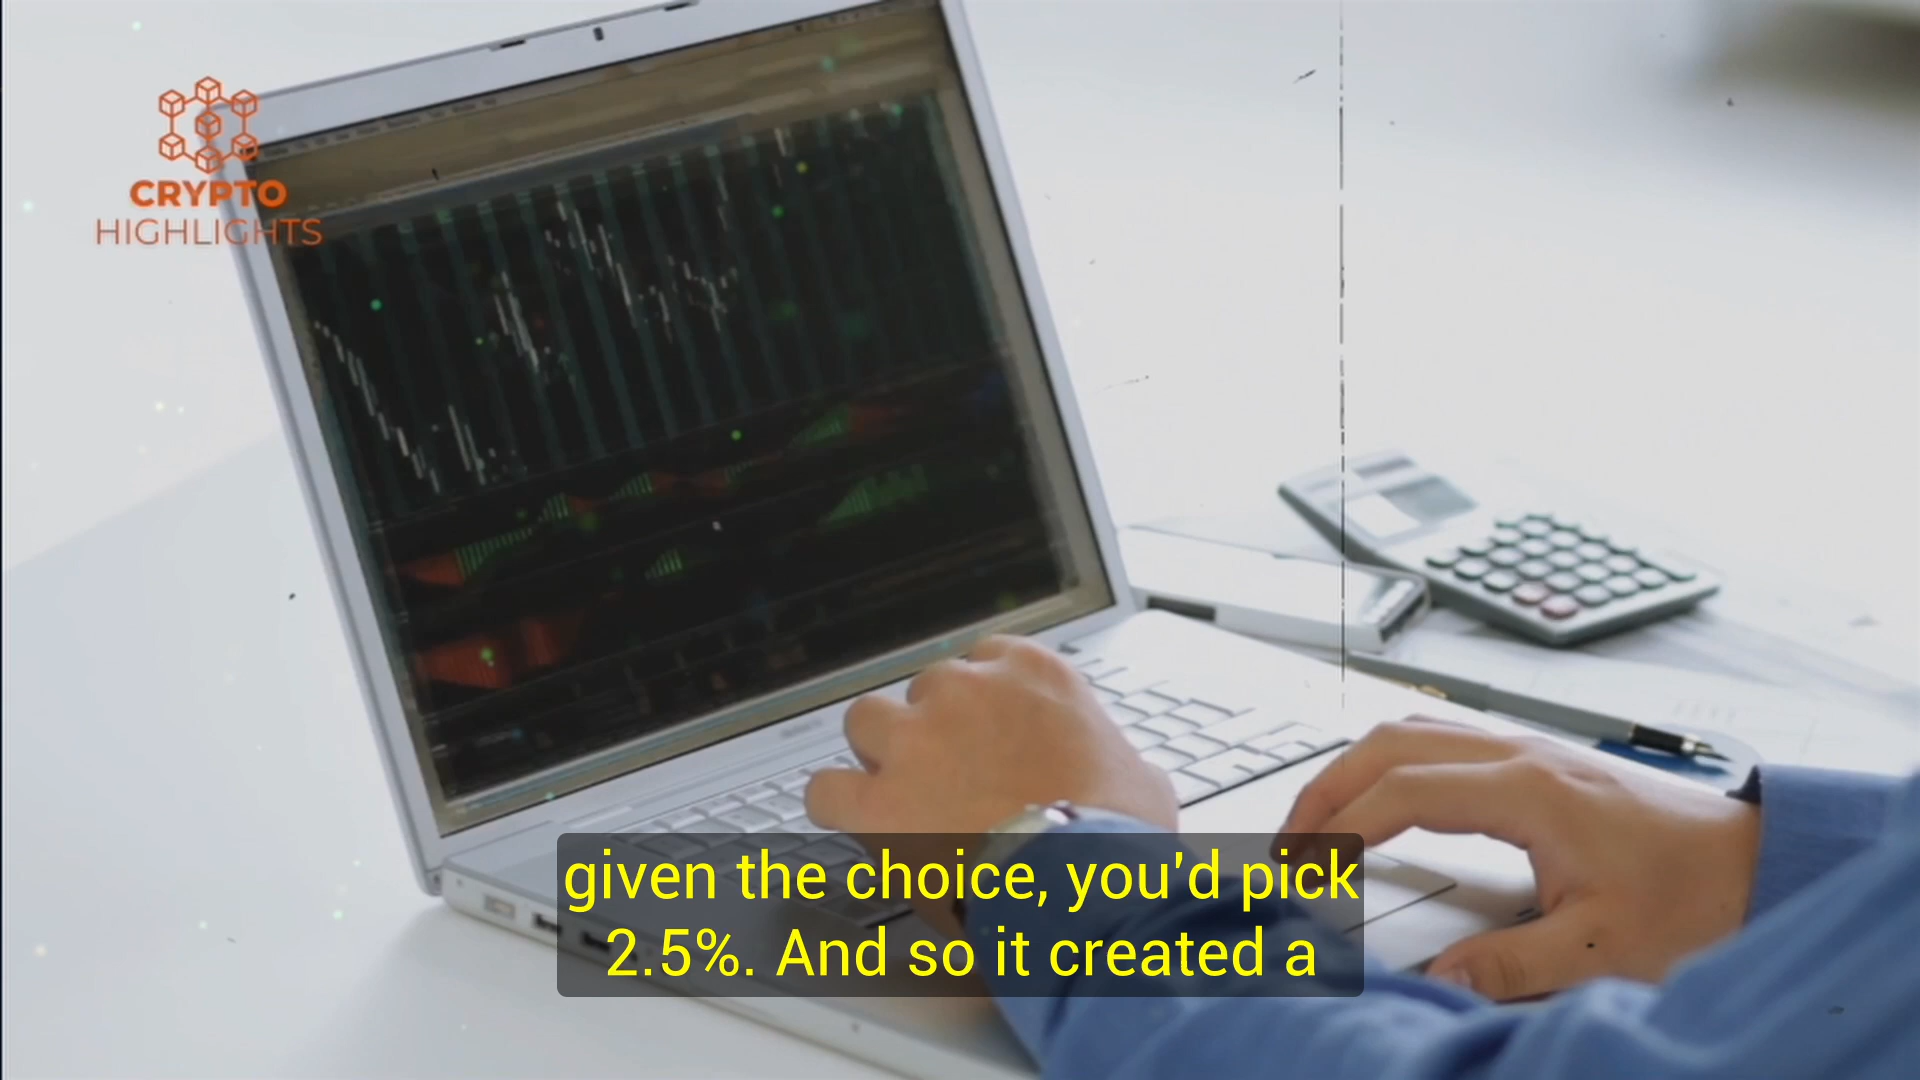 CRYPTO
HIGHLIGHTS
given the choice, you'd pick
2.5%. And so it created a